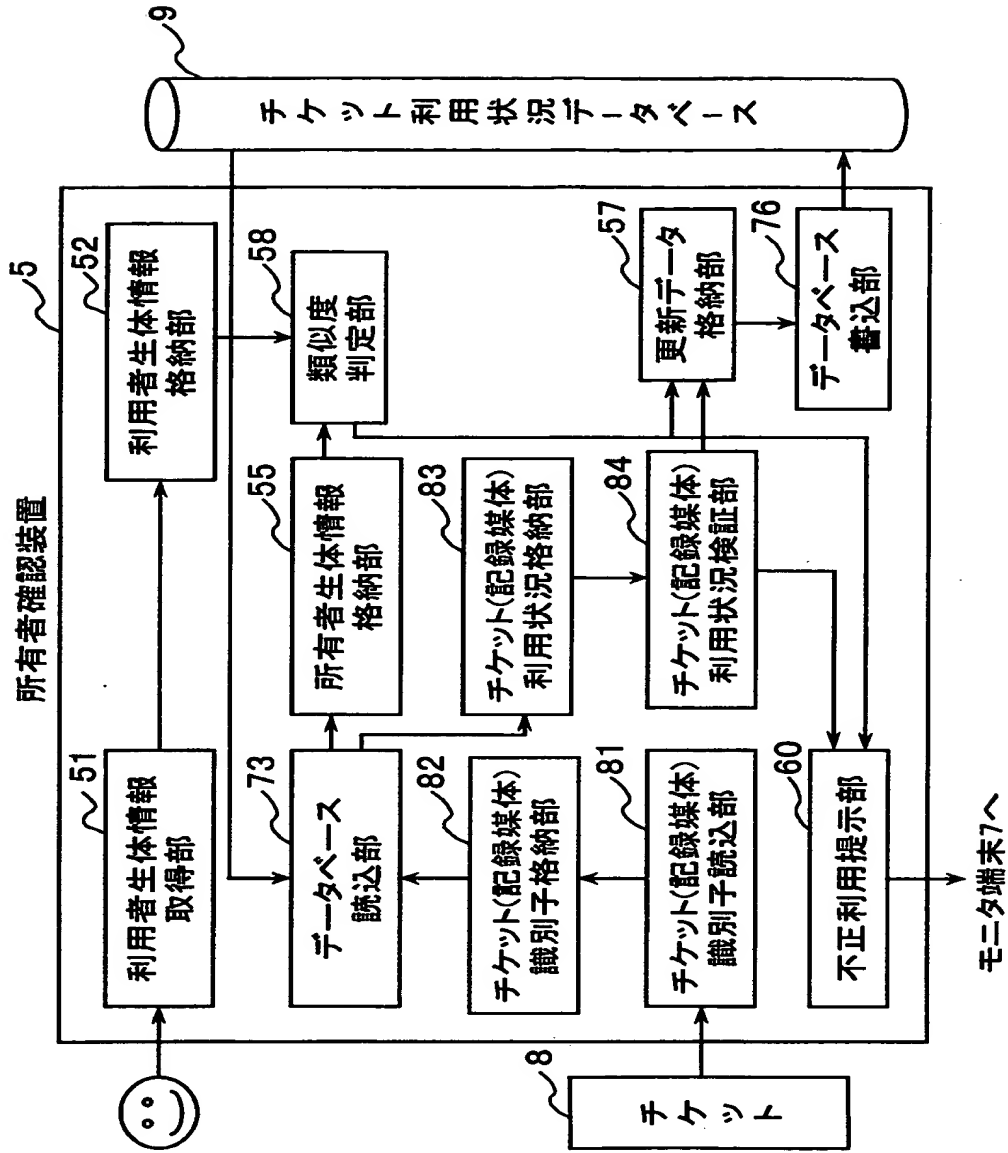 所有者確認装置
5
51
利用者生体情報
取得部
52
利用者生体情報
格納部
9
チケット利用状況データベース
73
データベース
読込部
55
所有者生体情報
格納部
58
類似度
判定部
82
チケット(記録媒体)
識別子格納部
83
チケット(記録媒体)
利用状況格納部
81
チケット(記録媒体)
識別子読込部
84
チケット(記録媒体)
利用状況検証部
57
更新データ
格納部
76
データベース
書込部
60
不正利用提示部
8
チケット
モニタ端末7へ